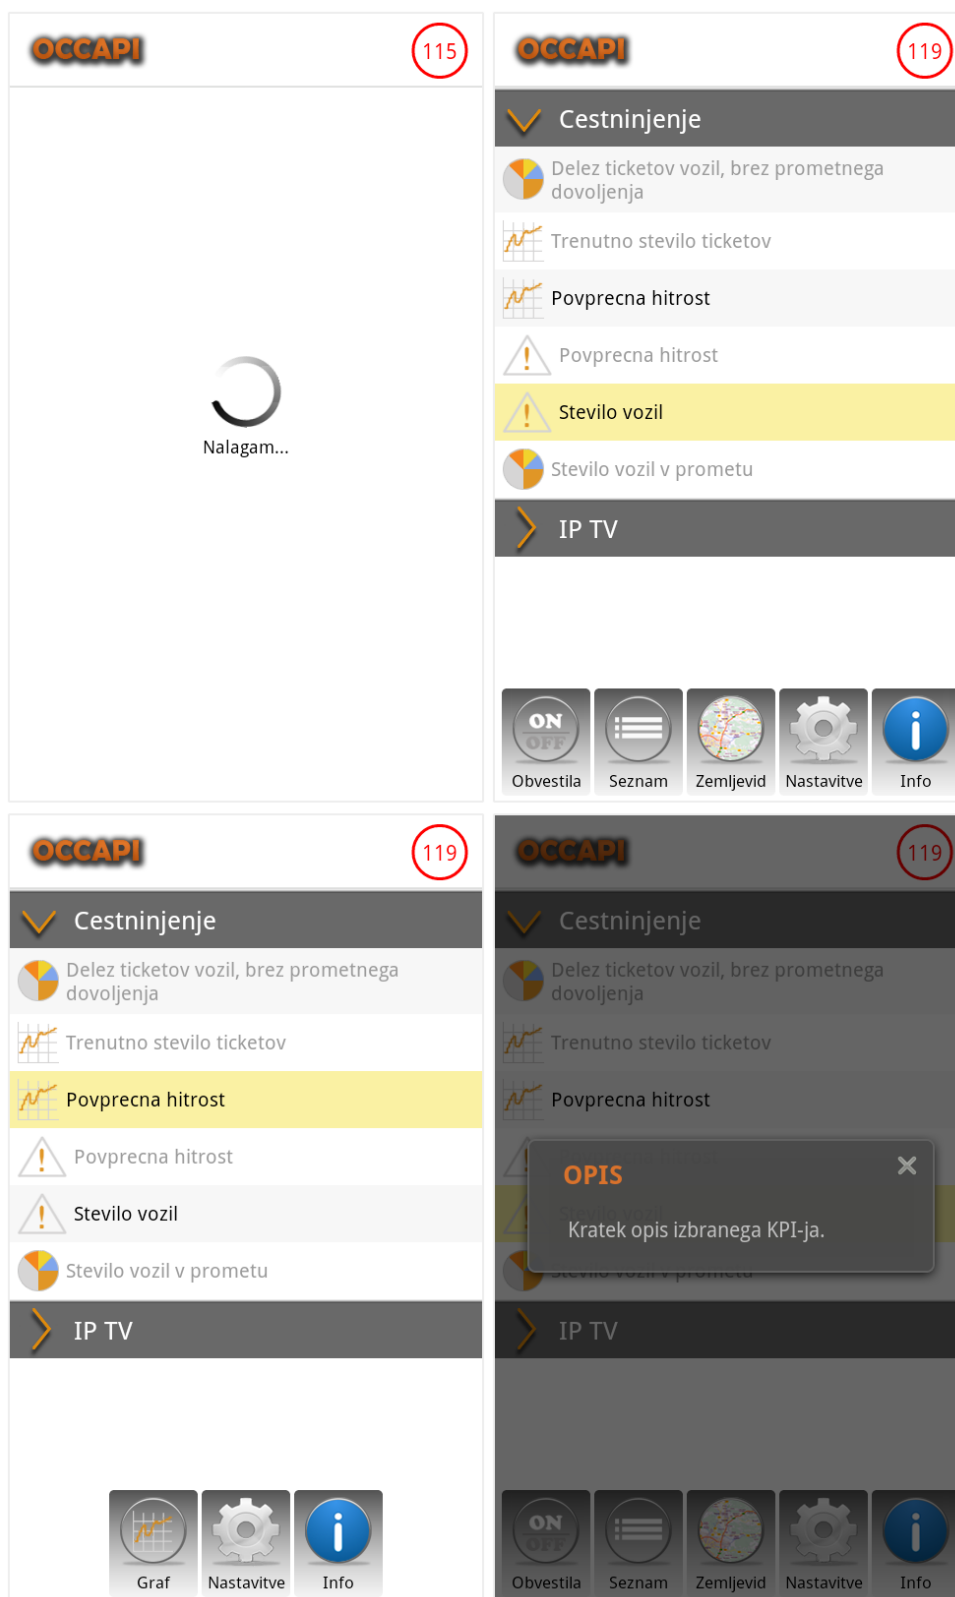 OCCAPI
115
Nalagam...
OCCAPI
119
Cestninjenje
Delez ticketov vozil, brez prometnega
dovoljenja
Trenutno stevilo ticketov
Povprecna hitrost
Povprecna hitrost
Stevilo vozil
Stevilo vozil v prometu
IP TV
ON
OFF
Obvestila
Seznam
Zemljevid
Nastavitve
Info
OCCAPI
119
Cestninjenje
Delez ticketov vozil, brez prometnega
dovoljenja
Trenutno stevilo ticketov
Povprecna hitrost
Povprecna hitrost
Stevilo vozil
Stevilo vozil v prometu
IP TV
Graf
Nastavitve
Info
OCCAPI
119
Cestninjenje
Delez ticketov vozil, brez prometnega
dovoljenja
Trenutno stevilo ticketov
Povprecna hitrost
OPIS
Kratek opis izbranega KPI-ja.
Stevilo vozil v prometu
IP TV
ON
OFF
Obvestila
Seznam
Zemljevid
Nastavitve
Info